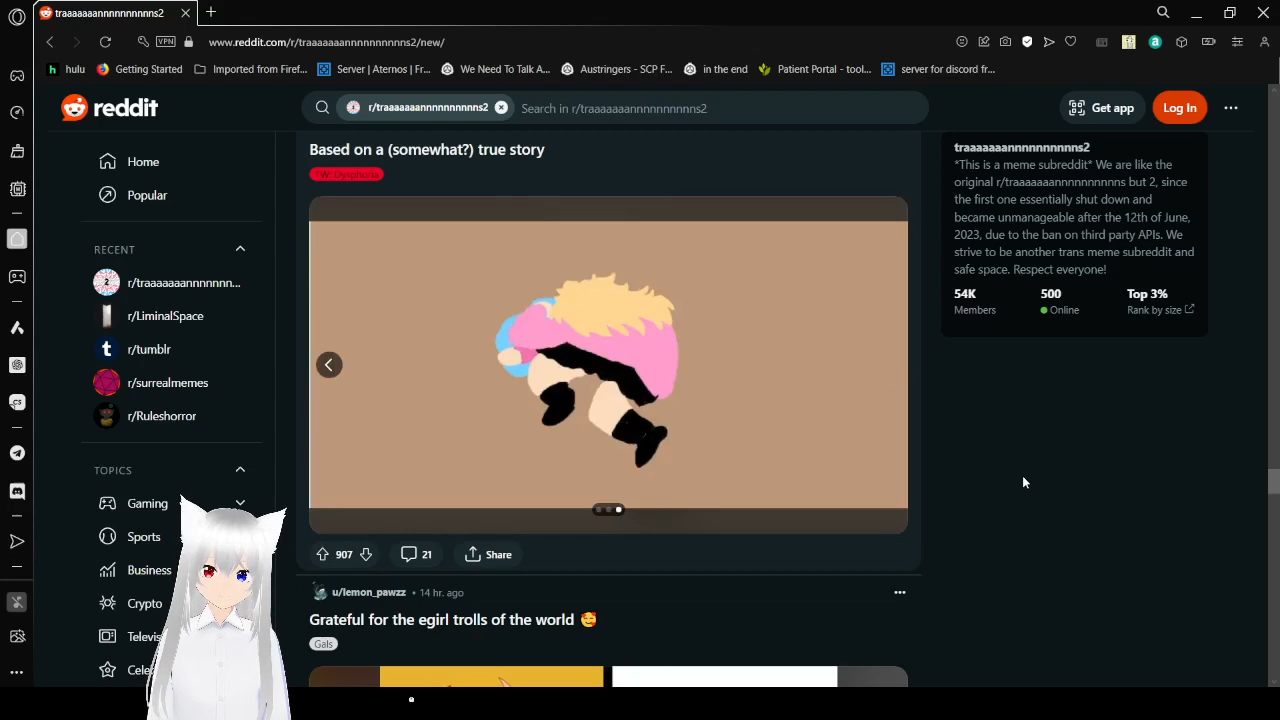 traaaaaaannnnnnnnnns2
VPN
www.reddit.com/r/traaaaaaannnnnnnnnns2/new/
hulu
Getting Started
Imported from Firef...
Server | Aternos | Fr...
We Need To Talk A...
Austringers - SCP F...
in the end
Patient Portal - tool...
server for discord fr...
reddit
r/traaaaaaannnnnnnnnns2
Search in r/traaaaaaannnnnnnnnns2
Get app
Log In
Home
Popular
RECENT
r/traaaaaaannnnnnn...
r/LiminalSpace
r/tumblr
r/surrealmemes
r/Ruleshorror
TOPICS
Gaming
Sports
Business
Crypto
Televis
Celeb
Based on a (somewhat?) true story
TW: Dysphoria
907
21
Share
u/lemon_pawzz • 14 hr. ago
Grateful for the egirl trolls of the world 🥰
Gals
traaaaaaannnnnnnnnns2
*This is a meme subreddit* We are like the
original r/traaaaaaannnnnnnnnns but 2, since
the first one essentially shut down and
became unmanageable after the 12th of June,
2023, due to the ban on third party APIs. We
strive to be another trans meme subreddit and
safe space. Respect everyone!
54K
Members
500
Online
Top 3%
Rank by size